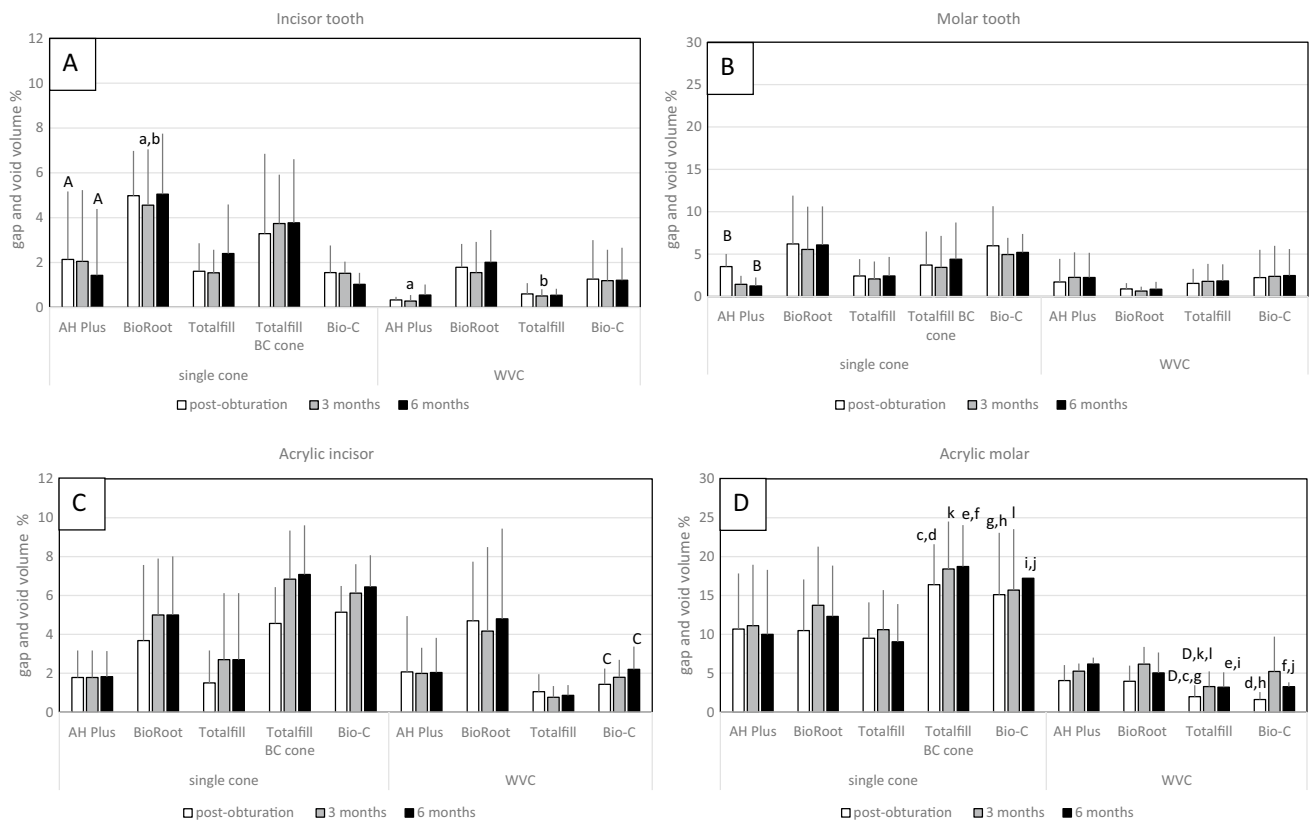 Incisor tooth
A
gap and void volume %
12
10
8
6
4
2
0
A
A
a,b
a
b
AH Plus BioRoot Totalfill Totalfill BC cone Bio-C AH Plus BioRoot Totalfill Bio-C
single cone WVC
post-obturation 3 months 6 months
Molar tooth
B
gap and void volume %
30
25
20
15
10
5
0
B
B
AH Plus BioRoot Totalfill Totalfill BC cone Bio-C AH Plus BioRoot Totalfill Bio-C
single cone WVC
post-obturation 3 months 6 months
Acrylic incisor
C
gap and void volume %
12
10
8
6
4
2
0
C
C
AH Plus BioRoot Totalfill Totalfill BC cone Bio-C AH Plus BioRoot Totalfill Bio-C
single cone WVC
post-obturation 3 months 6 months
Acrylic molar
D
gap and void volume %
30
25
20
15
10
5
0
c,d
k
e,f
g,h
l
i,j
D,c,g
D,k,l
e,i
d,h
f,j
AH Plus BioRoot Totalfill Totalfill BC cone Bio-C AH Plus BioRoot Totalfill Bio-C
single cone WVC
post-obturation 3 months 6 months